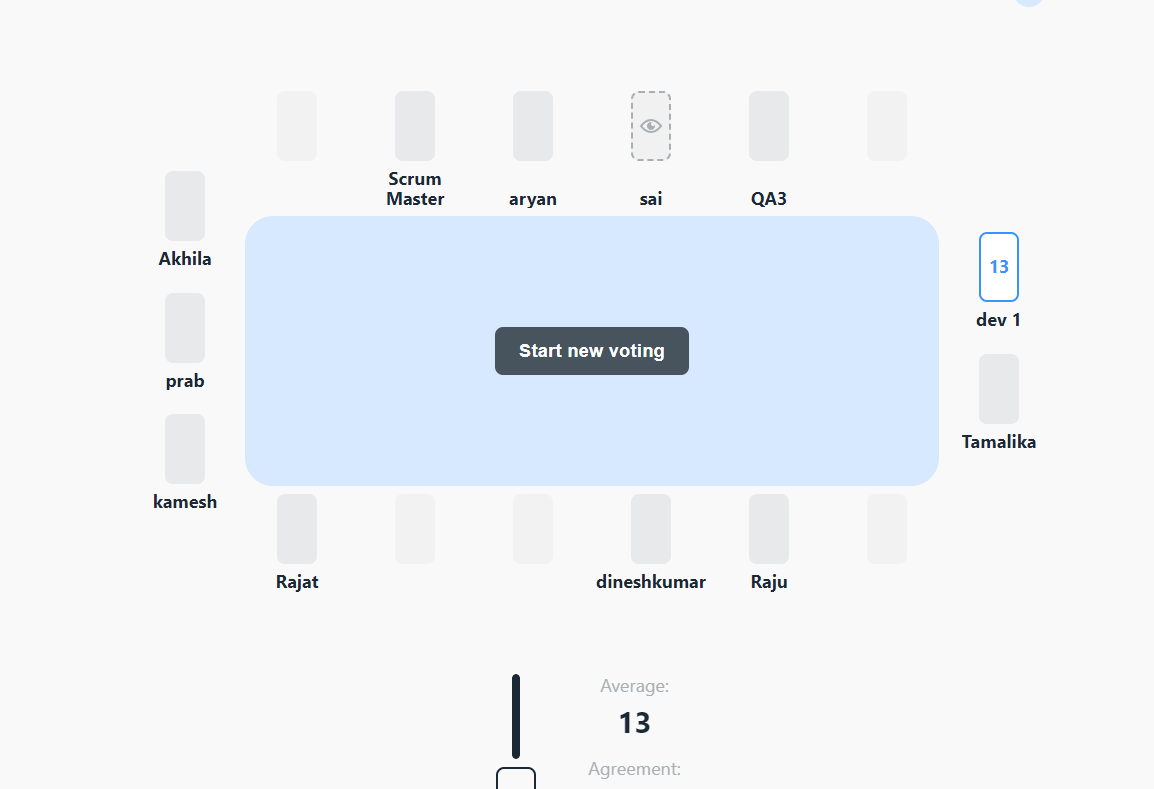 Scrum
Master
aryan
sai
QA3
Akhila
13
dev 1
prab
Start new voting
Tamalika
kamesh
Rajat
dineshkumar
Raju
Average:
13
Agreement: